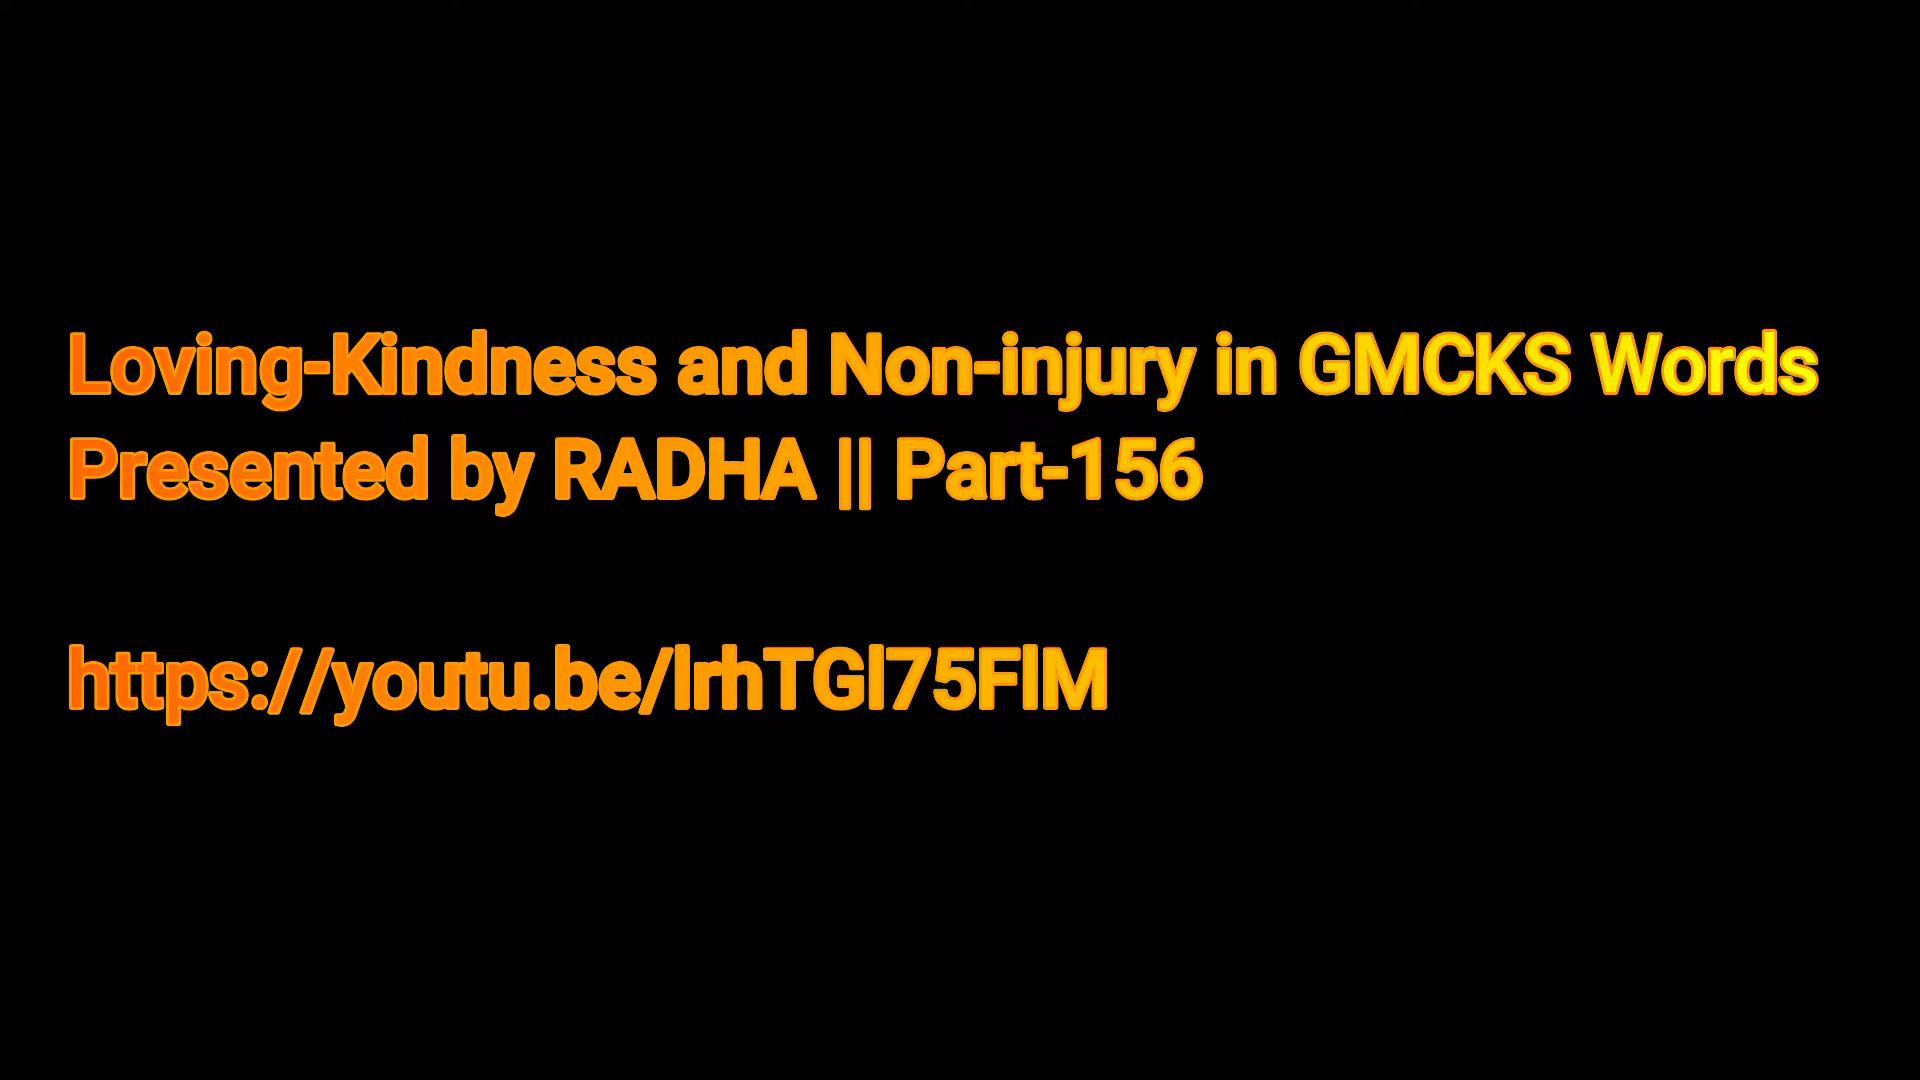 Loving-Kindness and Non-injury in GMCKS Words
Presented by RADHA || Part-156
https://youtu.be/lrhTGl75FlM